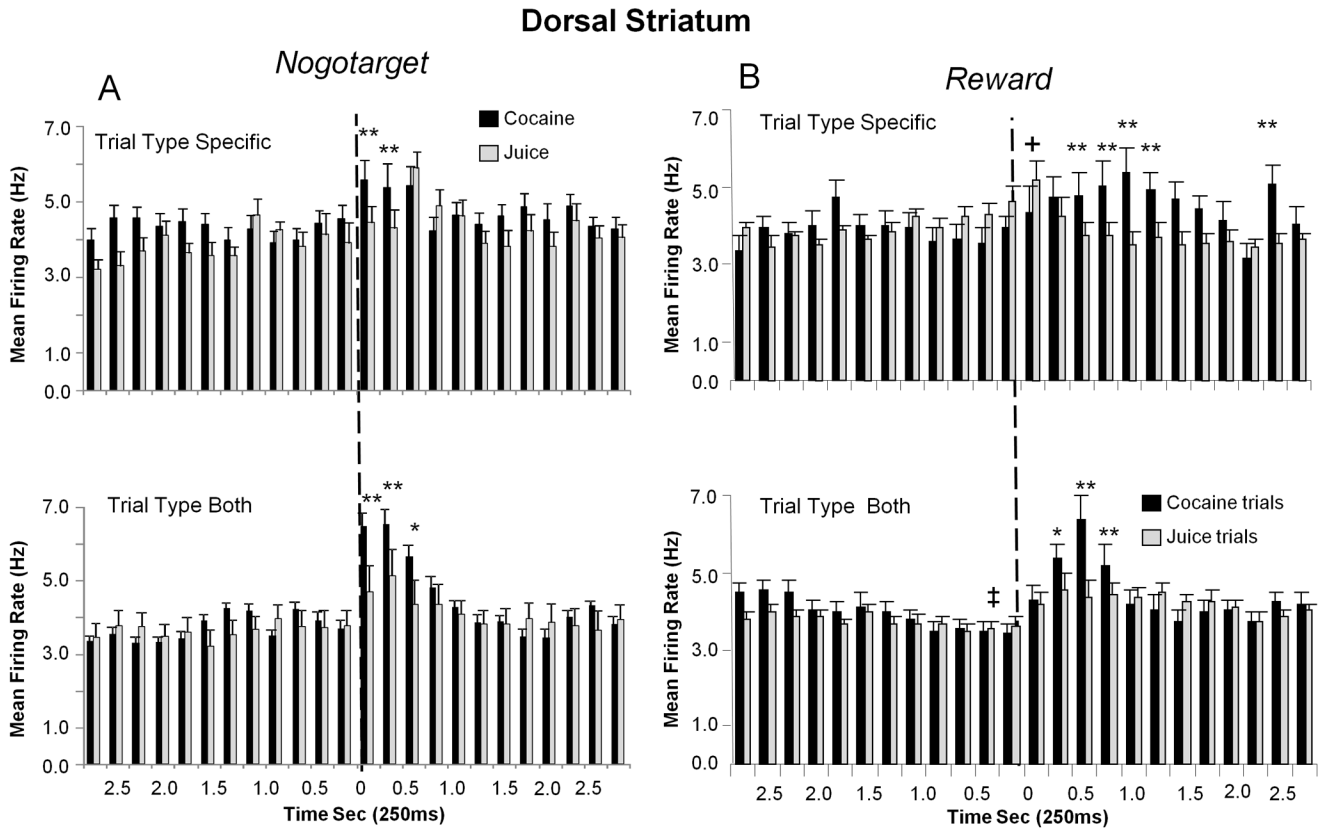 Dorsal Striatum
Nogotarget
A
Trial Type Specific
Cocaine
Juice
**
**
7.0
5.0
3.0
1.0
0.0
Mean Firing Rate (Hz)
Trial Type Both
**
**
*
7.0
5.0
3.0
1.0
0.0
Mean Firing Rate (Hz)
2.5 2.0 1.5 1.0 0.5 0 0.5 1.0 1.5 2.0 2.5
Time Sec (250ms)
B
Reward
Trial Type Specific
+
**
**
**
**
**
7.0
5.0
3.0
1.0
0.0
Mean Firing Rate (Hz)
Trial Type Both
Cocaine trials
Juice trials
‡
*
**
**
7.0
5.0
3.0
1.0
0.0
Mean Firing Rate (Hz)
2.5 2.0 1.5 1.0 0.5 0 0.5 1.0 1.5 2.0 2.5
Time Sec (250ms)